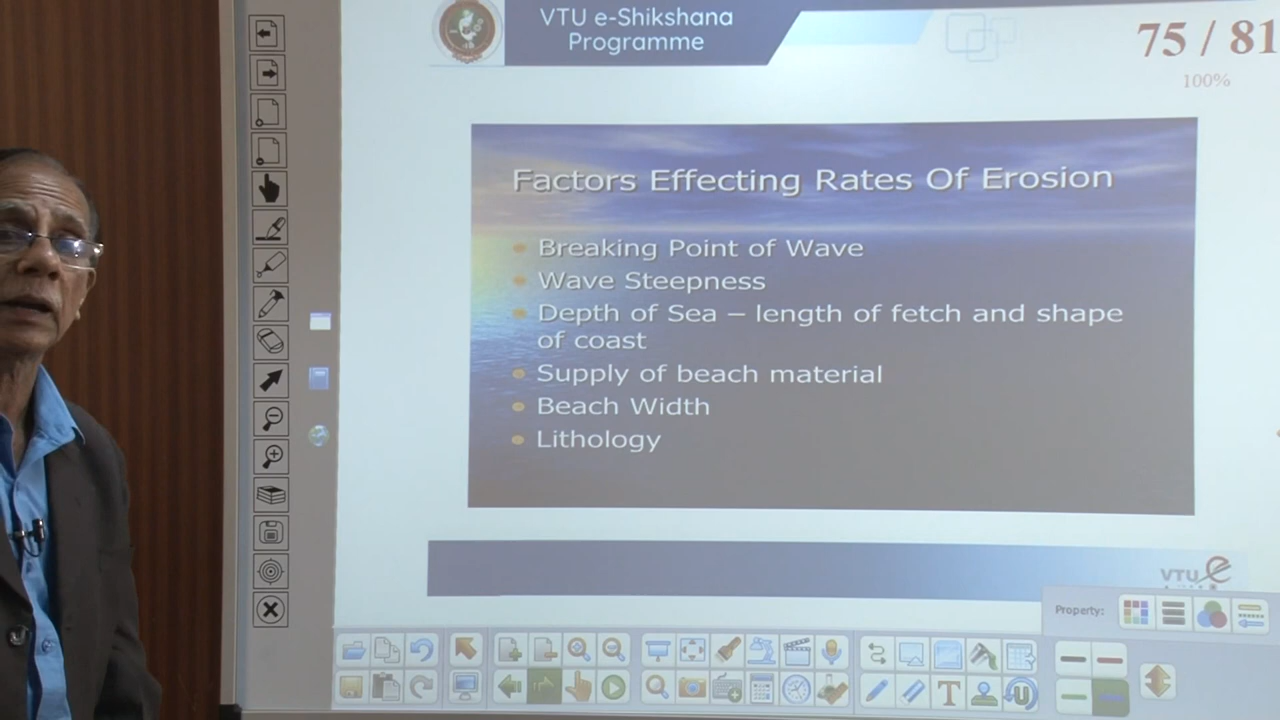 VTU e-Shikshana
Programme
75 / 81
100%
Factors Effecting Rates Of Erosion
Breaking Point of Wave
Wave Steepness
Depth of Sea – length of fetch and shape
of coast
Supply of beach material
Beach Width
Lithology
VTU e
Property:
T